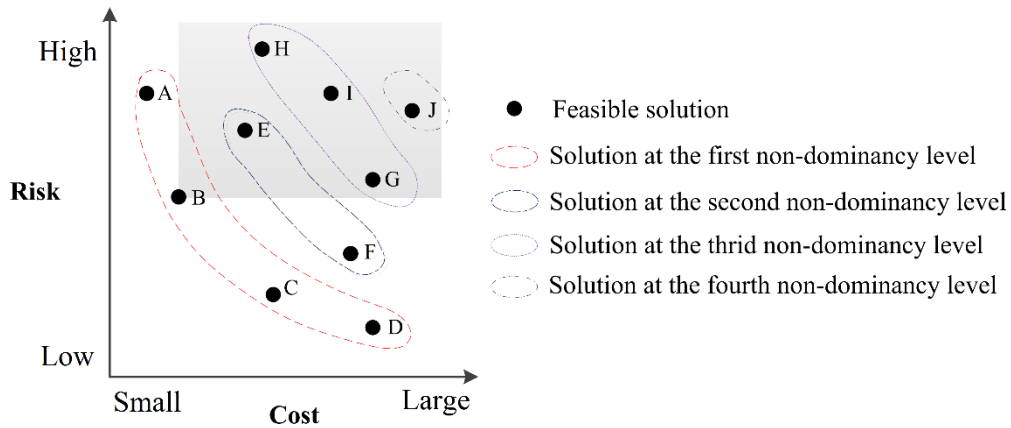 High
H
A
I
J
E
G
Risk
B
F
C
D
Low
Small
Cost
Large
Feasible solution
Solution at the first non-dominancy level
Solution at the second non-dominancy level
Solution at the thrid non-dominancy level
Solution at the fourth non-dominancy level